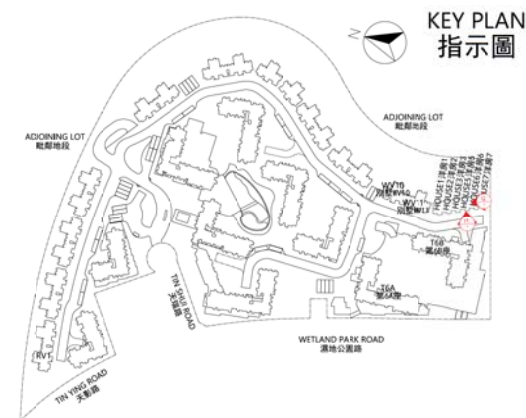 KEY PLAN
指示圖
N
ADJOINING LOT
毗鄰地段
ADJOINING LOT
毗鄰地段
HOUSE1 洋房1
HOUSE2 洋房2
HOUSE3 洋房3
HOUSE5 洋房5
HOUSE6 洋房6
HOUSE7 洋房7
WV10
別墅WV10
WV11
別墅WV11
T6B
第6B座
T6A
第6A座
TIN SHUI ROAD
天瑞路
WETLAND PARK ROAD
濕地公園路
RV1
TIN YING ROAD
天影路